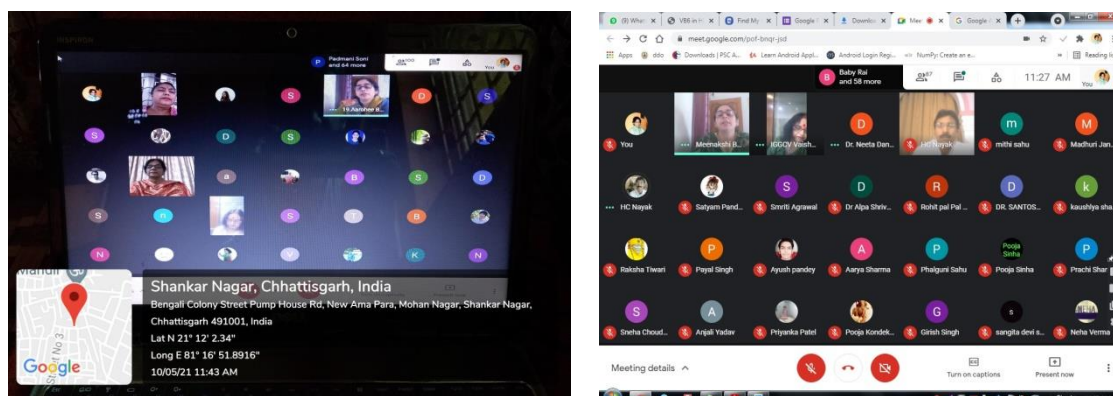 INSPIRON
Padmani Soni
and 64 more
You
S
D
S
S
D
S
a
B
S
D
S
n
S
T
B
N
Y
K
N
Shankar Nagar, Chhattisgarh, India
Bengali Colony Street Pump House Rd, New Ama Para, Mohan Nagar, Shankar Nagar,
Chhattisgarh 491001, India
Lat N 21° 12' 2.34"
Long E 81° 16' 51.8916"
10/05/21 11:43 AM
Google
meet.google.com/pof-bnqr-jsd
Apps ddo Downloads | PSC A... Learn Android Appl... Android Login Regi... NumPy: Create an e... Reading li
Baby Rai
and 58 more
67
11:27 AM
You
D m M
You Meenakshi B... IGGCV Vaish... Dr. Neeta Dan... HC Nayak mithi sahu Madhuri Jan...
S D R D k
HC Nayak Satyam Pand... Smriti Agrawal Dr Alpa Shriv... Rohit pal Pal ... DR. SANTOS... kaushlya sha
P A P Pooja Sinha P
Raksha Tiwari Payal Singh Ayush pandey Aarya Sharma Phalguni Sahu Pooja Sinha Prachi Shar
S A G s
Sneha Choud... Anjali Yadav Priyanka Patel Pooja Kondek... Girish Singh sangita devi s... Neha Verma
Meeting details Turn on captions Present now